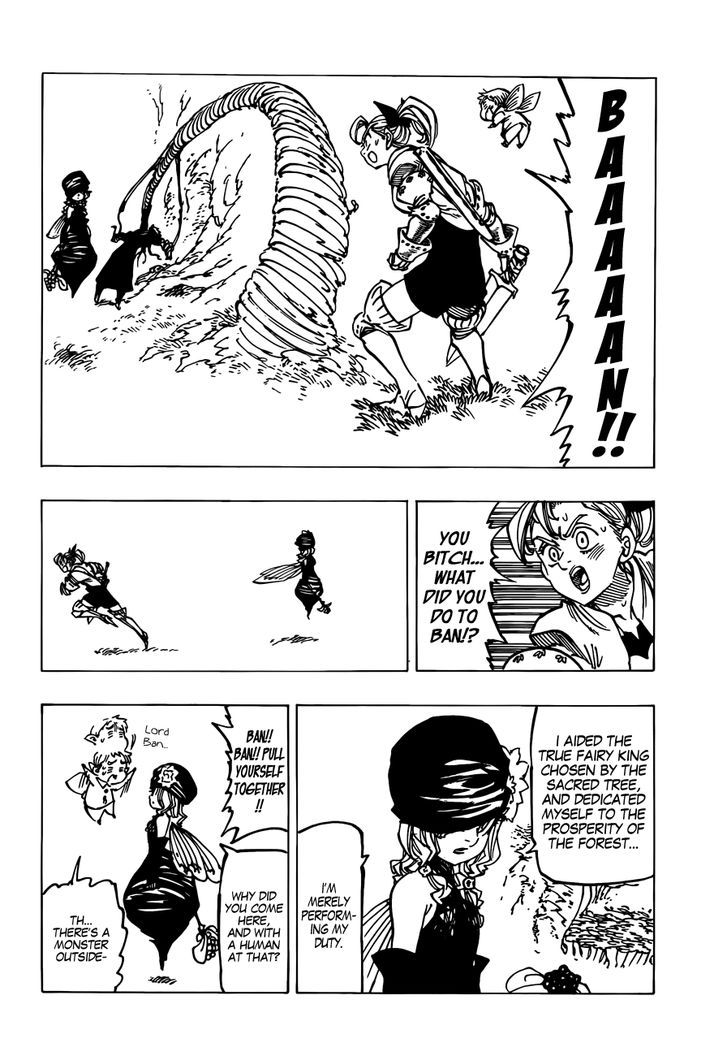 BAAAAAAN!!
YOU
BITCH...
WHAT
DID YOU
DO TO
BAN!?
I AIDED THE
TRUE FAIRY KING
CHOSEN BY THE
SACRED TREE,
AND DEDICATED
MYSELF TO THE
PROSPERITY OF
THE FOREST...
I'M
MERELY
PERFORM-
ING MY
DUTY.
BAN!!
BAN!! PULL
YOURSELF
TOGETHER
!!
Lord
Ban...
WHY DID
YOU COME
HERE,
AND WITH
A HUMAN
AT THAT?
TH...
THERE'S A
MONSTER
OUTSIDE-